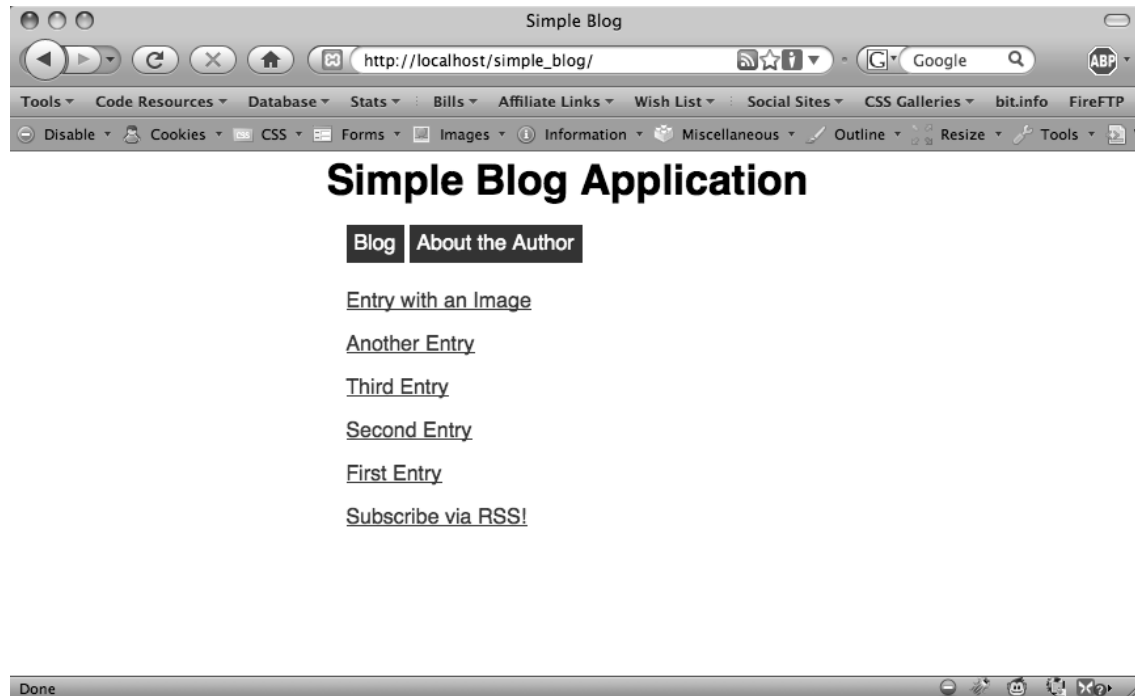 Simple Blog
http://localhost/simple_blog/ G Google ABP
Tools Code Resources Database Stats Bills Affiliate Links Wish List Social Sites CSS Galleries bit.info FireFTP
Disable Cookies CSS CSS Forms Images Information Miscellaneous Outline Resize Tools
Simple Blog Application
Blog About the Author
Entry with an Image
Another Entry
Third Entry
Second Entry
First Entry
Subscribe via RSS!
Done